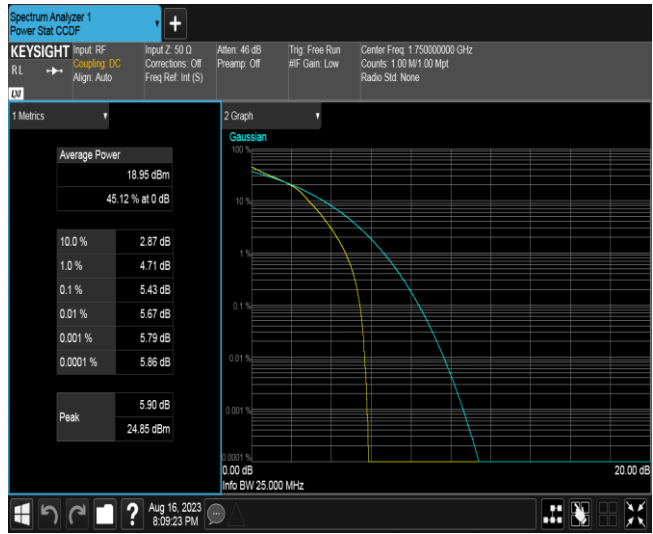 Spectrum Analyzer 1
Power Stat CCDF
+
KEYSIGHT
RL
LXI
Input: RF
Coupling: DC
Align: Auto
Input Z: 50 Ω
Corrections: Off
Freq Ref: Int (S)
Atten: 46 dB
Preamp: Off
Trig: Free Run
#IF Gain: Low
Center Freq: 1.750000000 GHz
Counts: 1.00 M/1.00 Mpt
Radio Std: None
1 Metrics
Average Power
18.95 dBm
45.12 % at 0 dB
10.0 % 2.87 dB
1.0 % 4.71 dB
0.1 % 5.43 dB
0.01 % 5.67 dB
0.001 % 5.79 dB
0.0001 % 5.86 dB
Peak
5.90 dB
24.85 dBm
2 Graph
Gaussian
100 %
10 %
1 %
0.1 %
0.01 %
0.001 %
0.0001 %
0.00 dB 20.00 dB
Info BW 25.000 MHz
?
Aug 16, 2023
8:09:23 PM